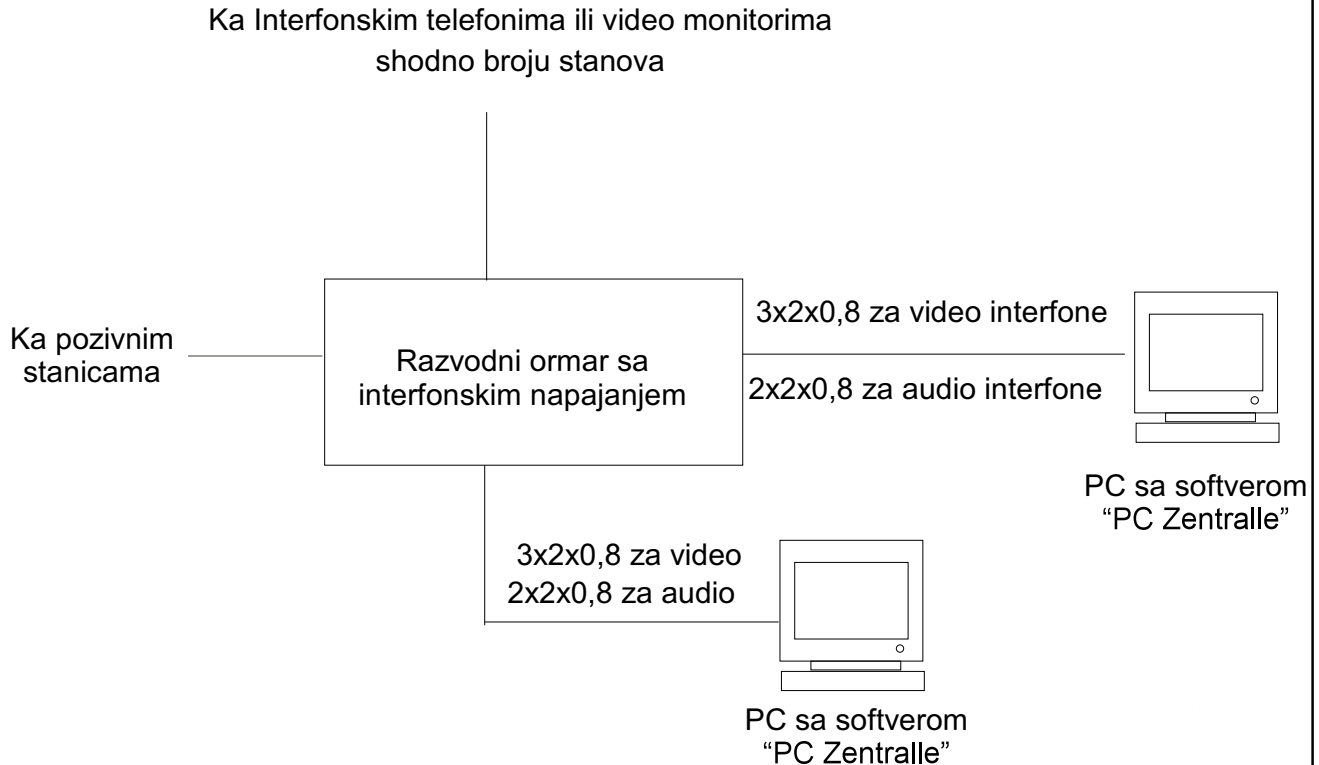 Ka Interfonskim telefonima ili video monitorima
shodno broju stanova
Ka pozivnim
stanicama
Razvodni ormar sa
interfonskim napajanjem
3x2x0,8 za video interfone
2x2x0,8 za audio interfone
PC sa softverom
“PC Zentralle”
3x2x0,8 za video
2x2x0,8 za audio
PC sa softverom
“PC Zentralle”